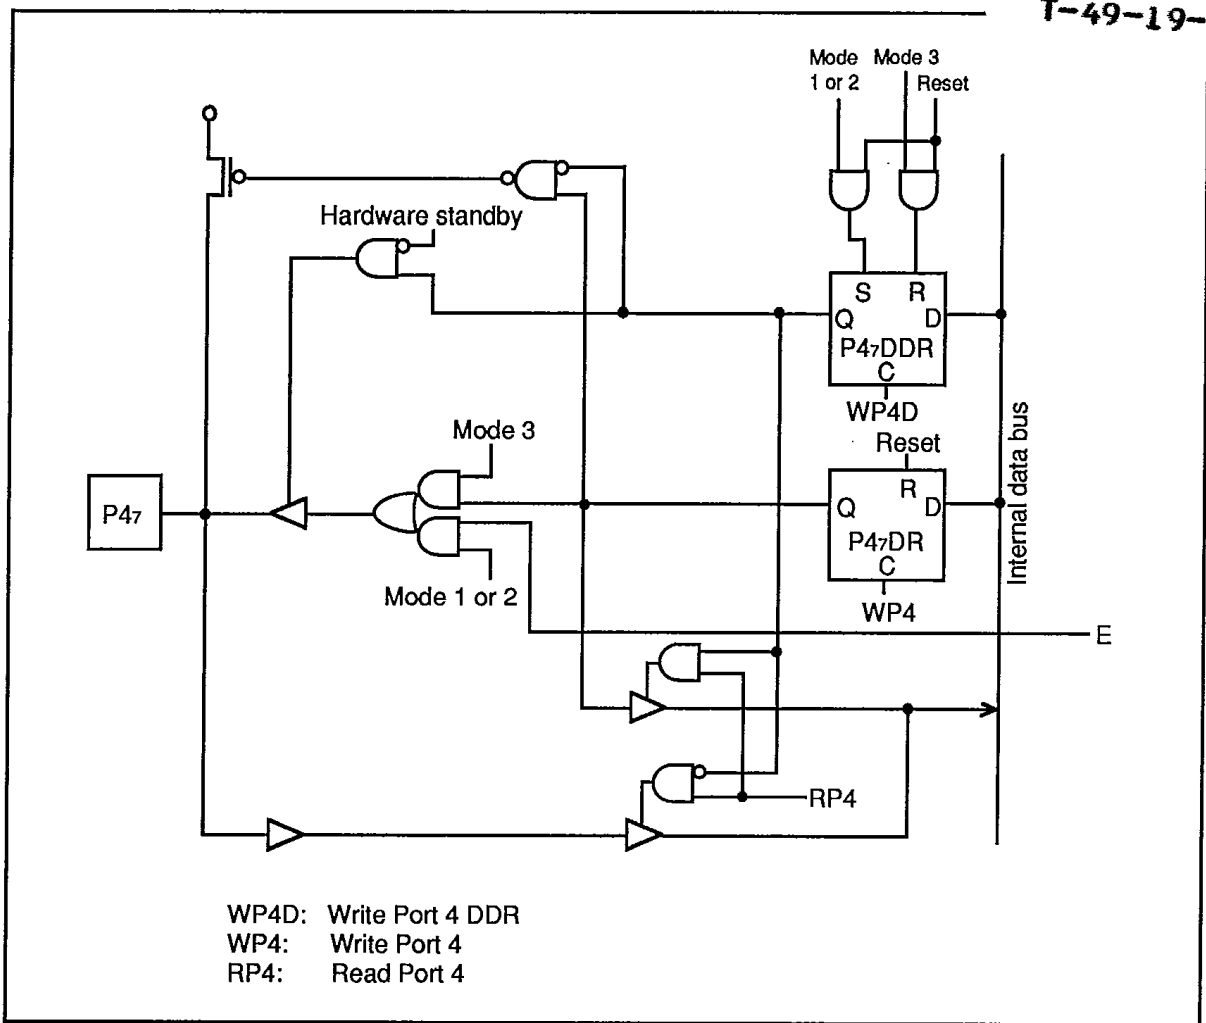 T-49-19-
Mode 1 or 2
Mode 3
Reset
Hardware standby
S R
Q D
P47DDR
C
WP4D
Mode 3
Reset
R
Q D
P47DR
C
WP4
P47
Mode 1 or 2
Internal data bus
E
RP4
WP4D: Write Port 4 DDR
WP4: Write Port 4
RP4: Read Port 4